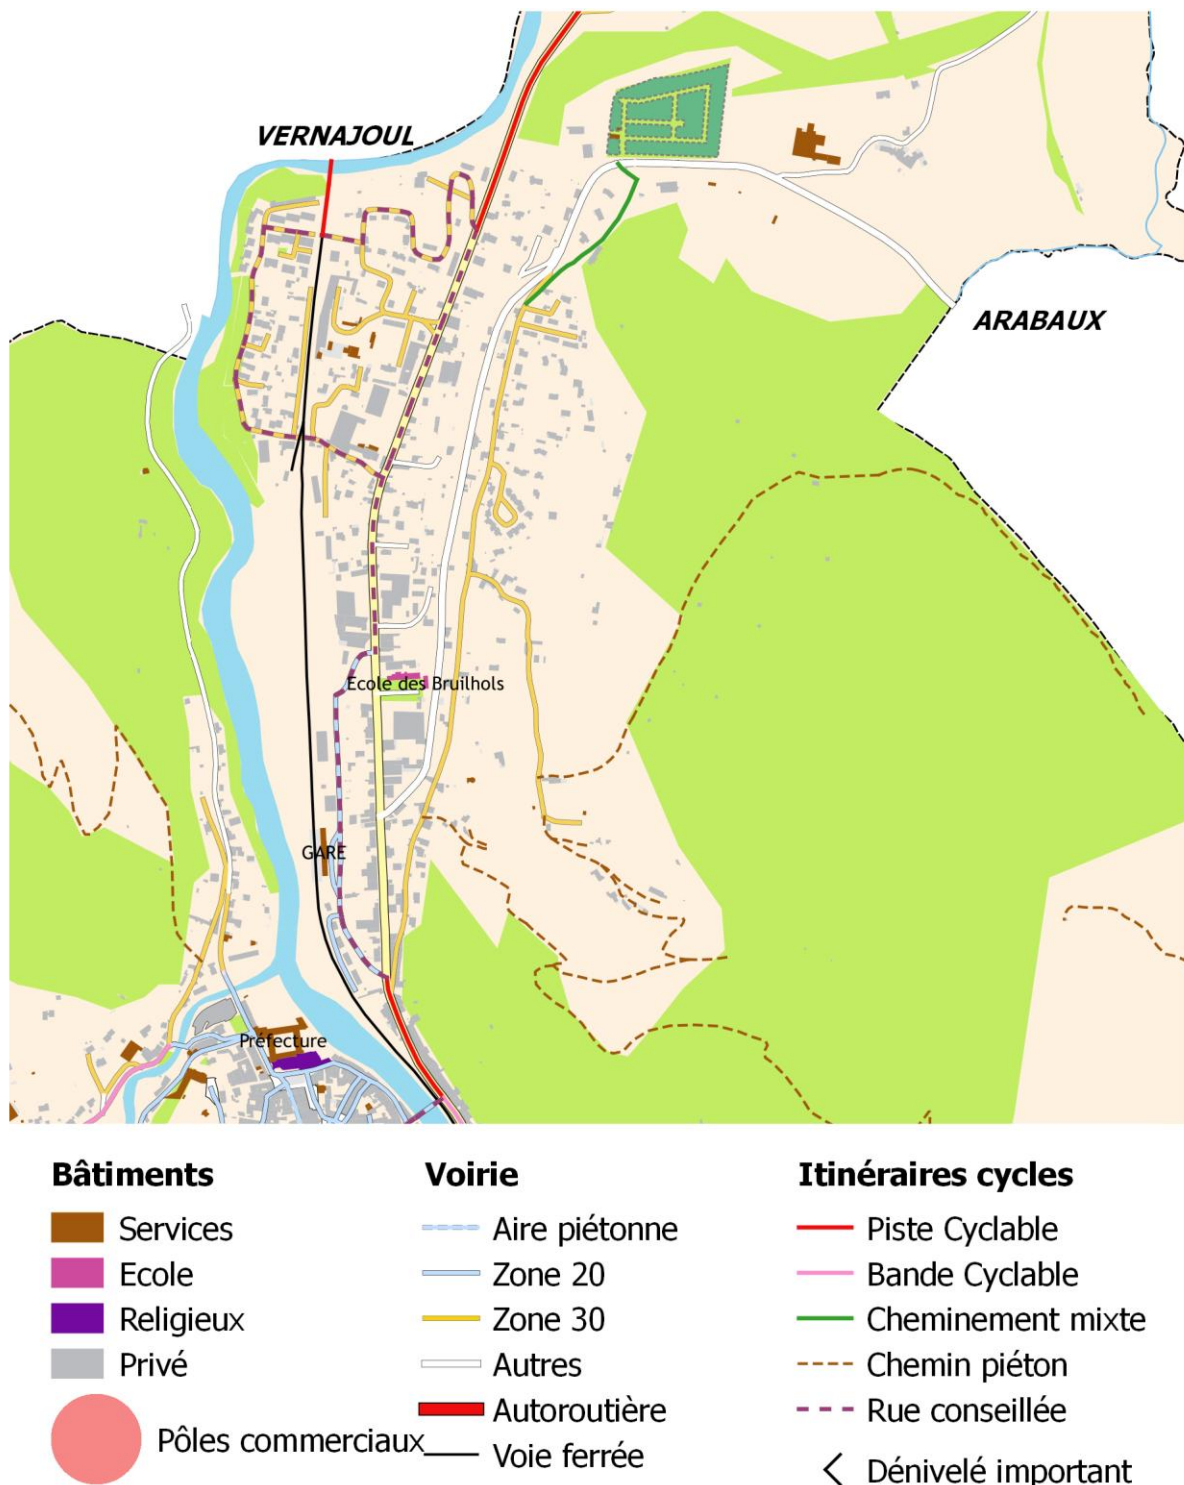 VERNAJOUL
ARABAUX
Ecole des Bruilhols
GARE
Préfecture
Bâtiments
Services
Ecole
Religieux
Privé
Pôles commerciaux
Voirie
Aire piétonne
Zone 20
Zone 30
Autres
Autoroutière
Voie ferrée
Itinéraires cycles
Piste Cyclable
Bande Cyclable
Cheminement mixte
Chemin piéton
Rue conseillée
Dénivelé important